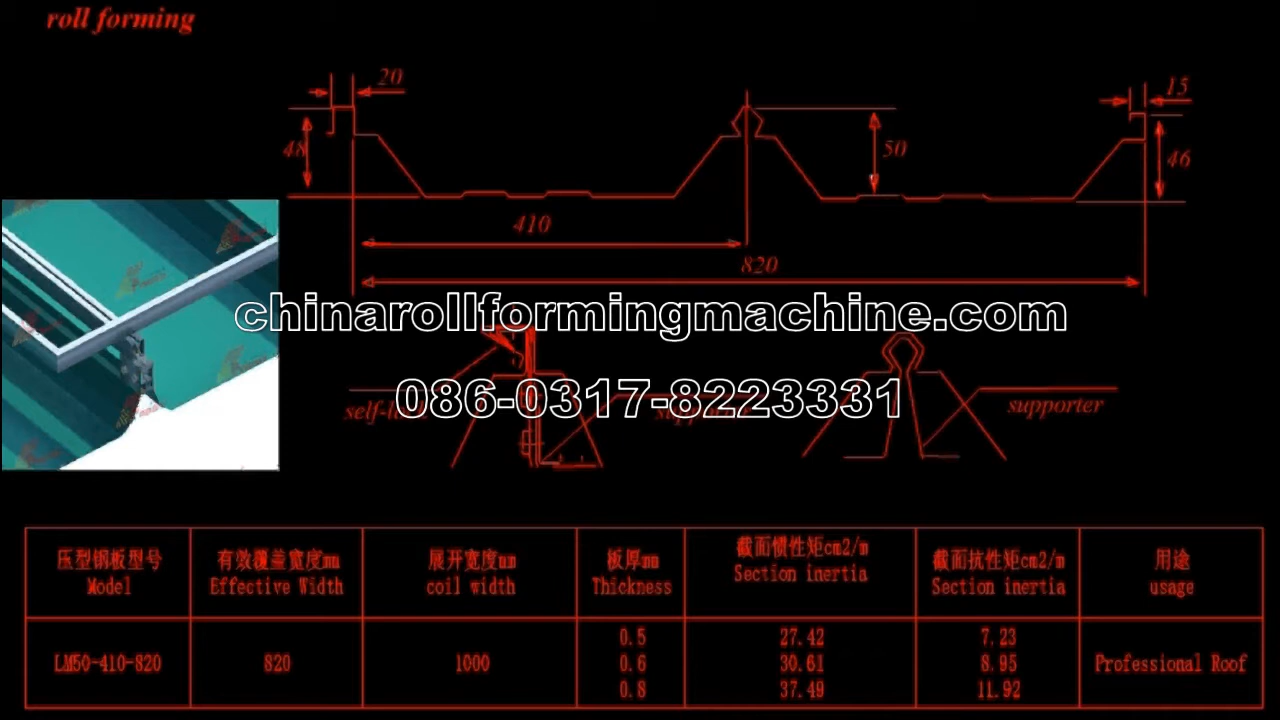 roll forming
20
15
48
50
46
410
820
chinarollformingmachine.com
086-0317-8223331
supporter
压型钢板型号 有效覆盖宽度mm 展开宽度mm 板厚mm 截面惯性矩cm2/m 截面抗性矩cm2/m 用途
Model Effective Width coil width Thickness Section inertia Section inertia usage
LM50-410-820 820 1000 0.5 27.42 7.23 Professional Roof
0.6 30.61 8.95
0.8 37.49 11.92